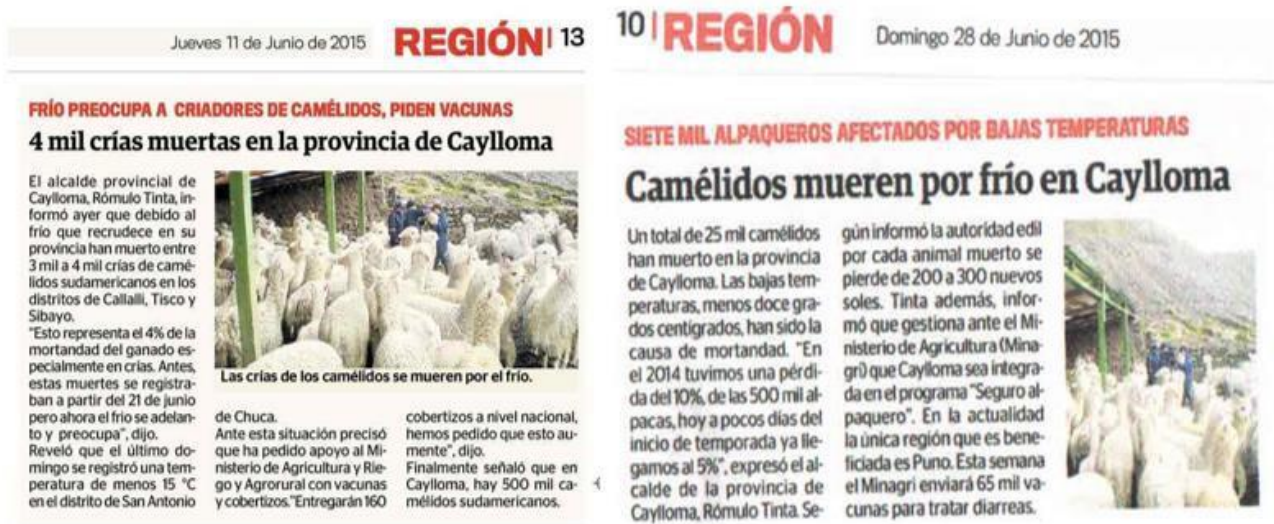 Jueves 11 de Junio de 2015 REGIÓN 13
FRÍO PREOCUPA A CRIADORES DE CAMÉLIDOS, PIDEN VACUNAS
4 mil crías muertas en la provincia de Caylloma
El alcalde provincial de
Caylloma, Rómulo Tinta, in-
formó ayer que debido al
frío que recrudece en su
provincia han muerto entre
3 mil a 4 mil crías de camé-
lidos sudamericanos en los
distritos de Callalli, Tisco y
Sibayo.
"Esto representa el 4% de la
mortandad del ganado es-
pecialmente en crías. Antes,
estas muertes se registra-
ban a partir del 21 de junio
pero ahora el frío se adelan-
to y preocupa", dijo.
Reveló que el último do-
mingo se registró una tem-
peratura de menos 15 °C
en el distrito de San Antonio
Las crías de los camélidos se mueren por el frío.
de Chuca.
Ante esta situación precisó
que ha pedido apoyo al Mi-
nisterio de Agricultura y Rie-
go y Agrorural con vacunas
y cobertizos."Entregarán 160
cobertizos a nivel nacional,
hemos pedido que esto au-
mente", dijo.
Finalmente señaló que en
Caylloma, hay 500 mil ca-
mélidos sudamericanos.
10 REGIÓN Domingo 28 de Junio de 2015
SIETE MIL ALPAQUEROS AFECTADOS POR BAJAS TEMPERATURAS
Camélidos mueren por frío en Caylloma
Un total de 25 mil camélidos
han muerto en la provincia
de Caylloma. Las bajas tem-
peraturas, menos doce gra-
dos centigrados, han sido la
causa de mortandad. "En
el 2014 tuvimos una pérdi-
da del 10%, de las 500 mil al-
pacas, hoy a pocos días del
inicio de temporada ya lle-
gamos al 5%", expresó el al-
calde de la provincia de
Caylloma, Rómulo Tinta. Se-
gún informó la autoridad edil
por cada animal muerto se
pierde de 200 a 300 nuevos
soles. Tinta además, infor-
mó que gestiona ante el Mi-
nisterio de Agricultura (Mina-
gri) que Caylloma sea integra-
da en el programa "Seguro al-
paquero". En la actualidad
la única región que es bene-
ficiada es Puno. Esta semana
el Minagri enviará 65 mil va-
cunas para tratar diarreas.